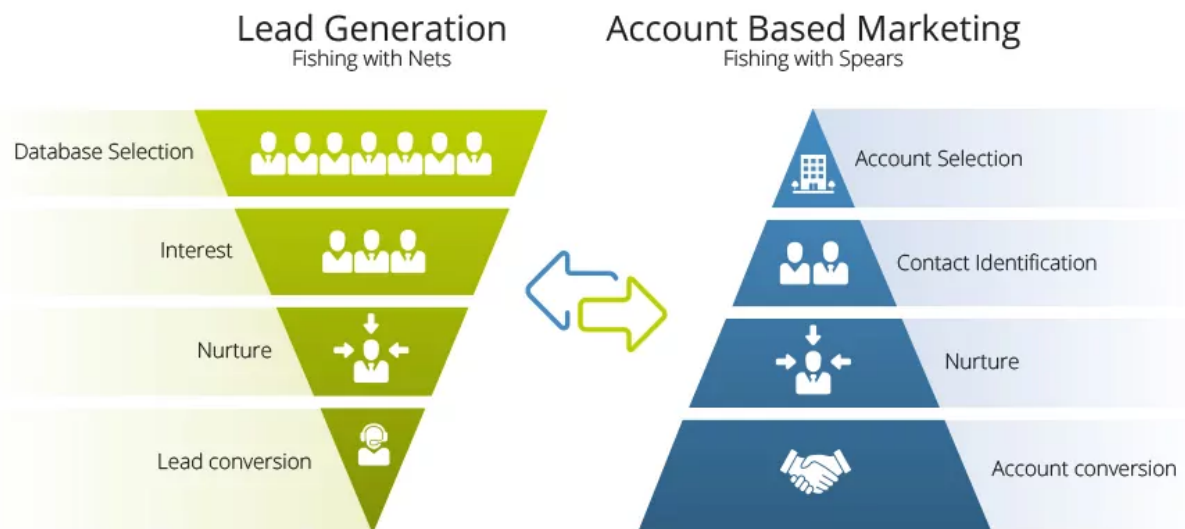 Lead Generation
Fishing with Nets
Database Selection
Interest
Nurture
Lead conversion
Account Based Marketing
Fishing with Spears
Account Selection
Contact Identification
Nurture
Account conversion